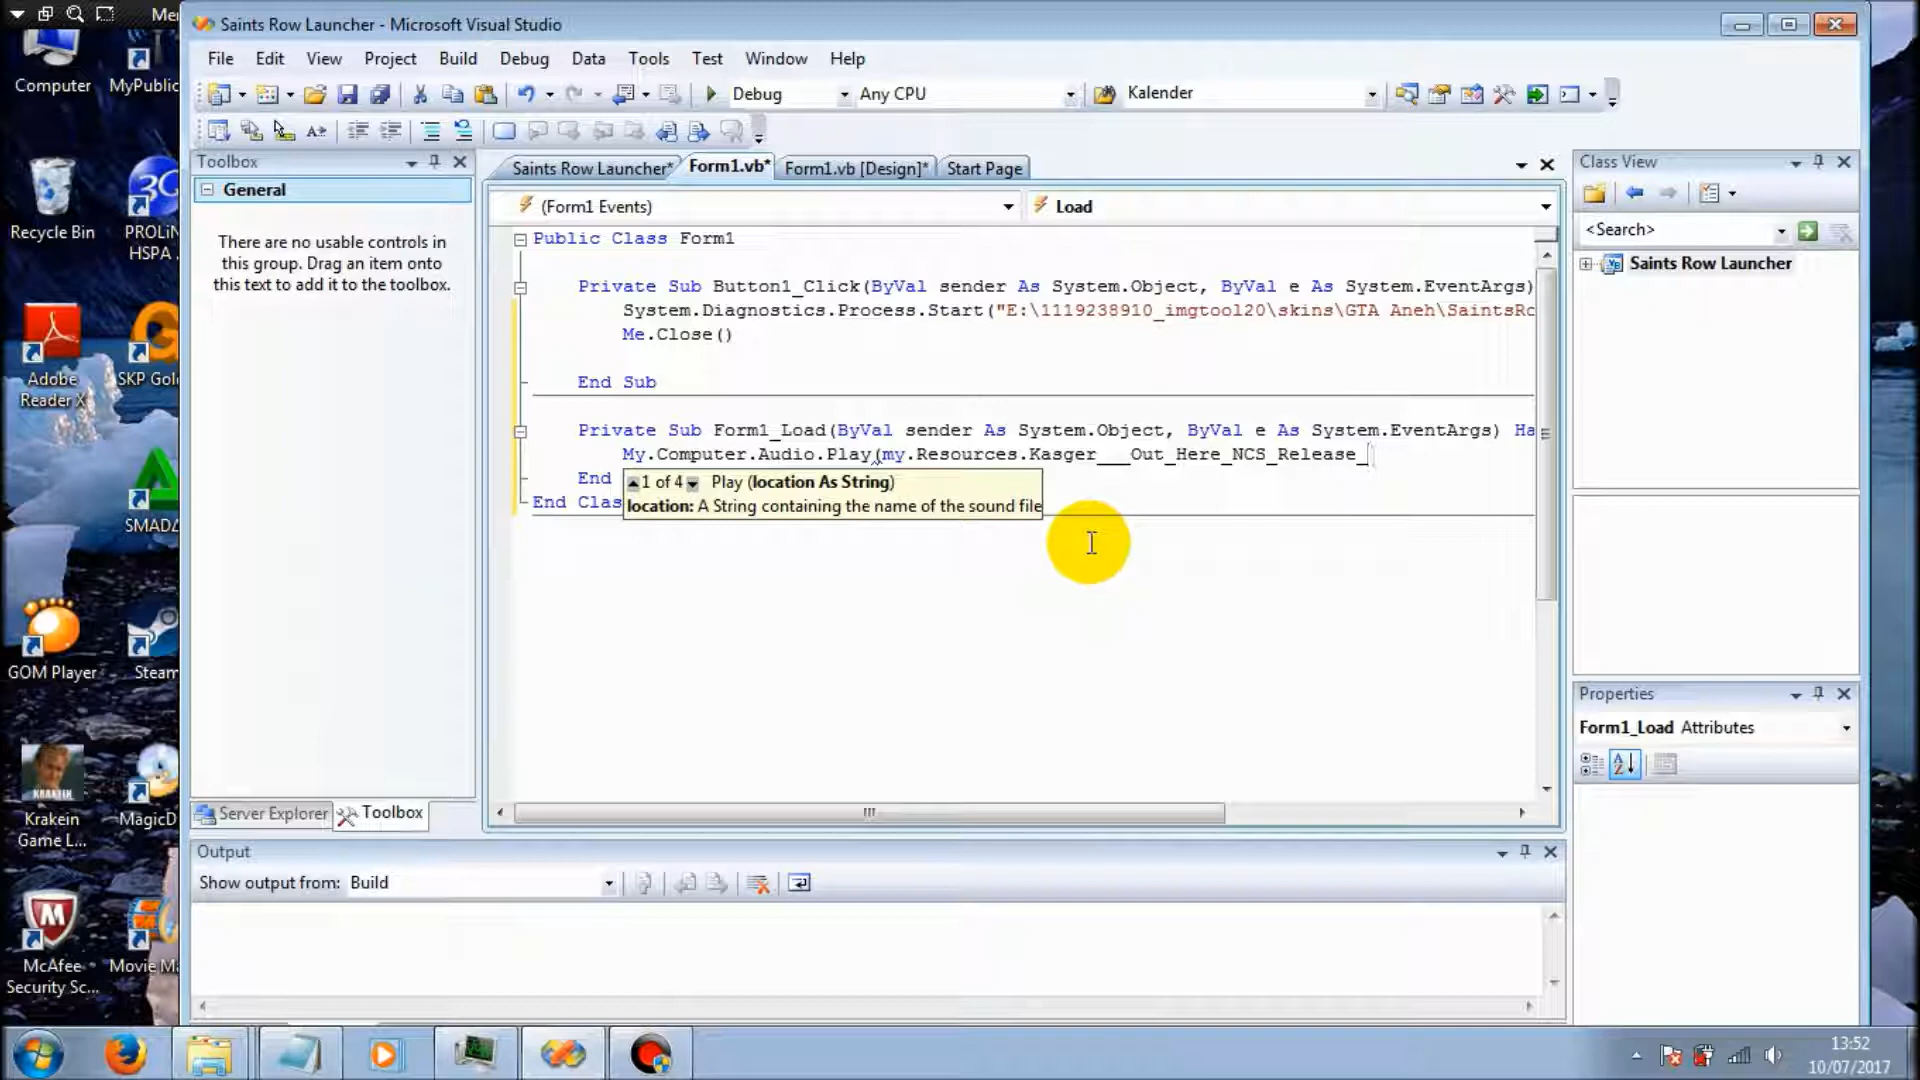 Me
Saints Row Launcher - Microsoft Visual Studio
File Edit View Project Build Debug Data Tools Test Window Help
Debug Any CPU Kalender
Toolbox
General
There are no usable controls in
this group. Drag an item onto
this text to add it to the toolbox.
Server Explorer Toolbox
Saints Row Launcher* Form1.vb* Form1.vb [Design]* Start Page
(Form1 Events) Load
Public Class Form1
Private Sub Button1_Click(ByVal sender As System.Object, ByVal e As System.EventArgs)
System.Diagnostics.Process.Start("E:\1119238910_imgtool20\skins\GTA Aneh\SaintsRo
Me.Close()
End Sub
Private Sub Form1_Load(ByVal sender As System.Object, ByVal e As System.EventArgs) Ha
My.Computer.Audio.Play(my.Resources.Kasger___Out_Here_NCS_Release_
End
1 of 4 Play (location As String)
End Clas
location: A String containing the name of the sound file
Class View
<Search>
Saints Row Launcher
Properties
Form1_Load Attributes
Output
Show output from: Build
Computer
MyPublic
Recycle Bin
PROLiN
HSPA
Adobe
Reader X
SKP Gol
SMADA
GOM Player
Steam
KRAKEIN
Krakein
Game L...
MagicD
McAfee
Security Sc...
Movie M
13:52
10/07/2017